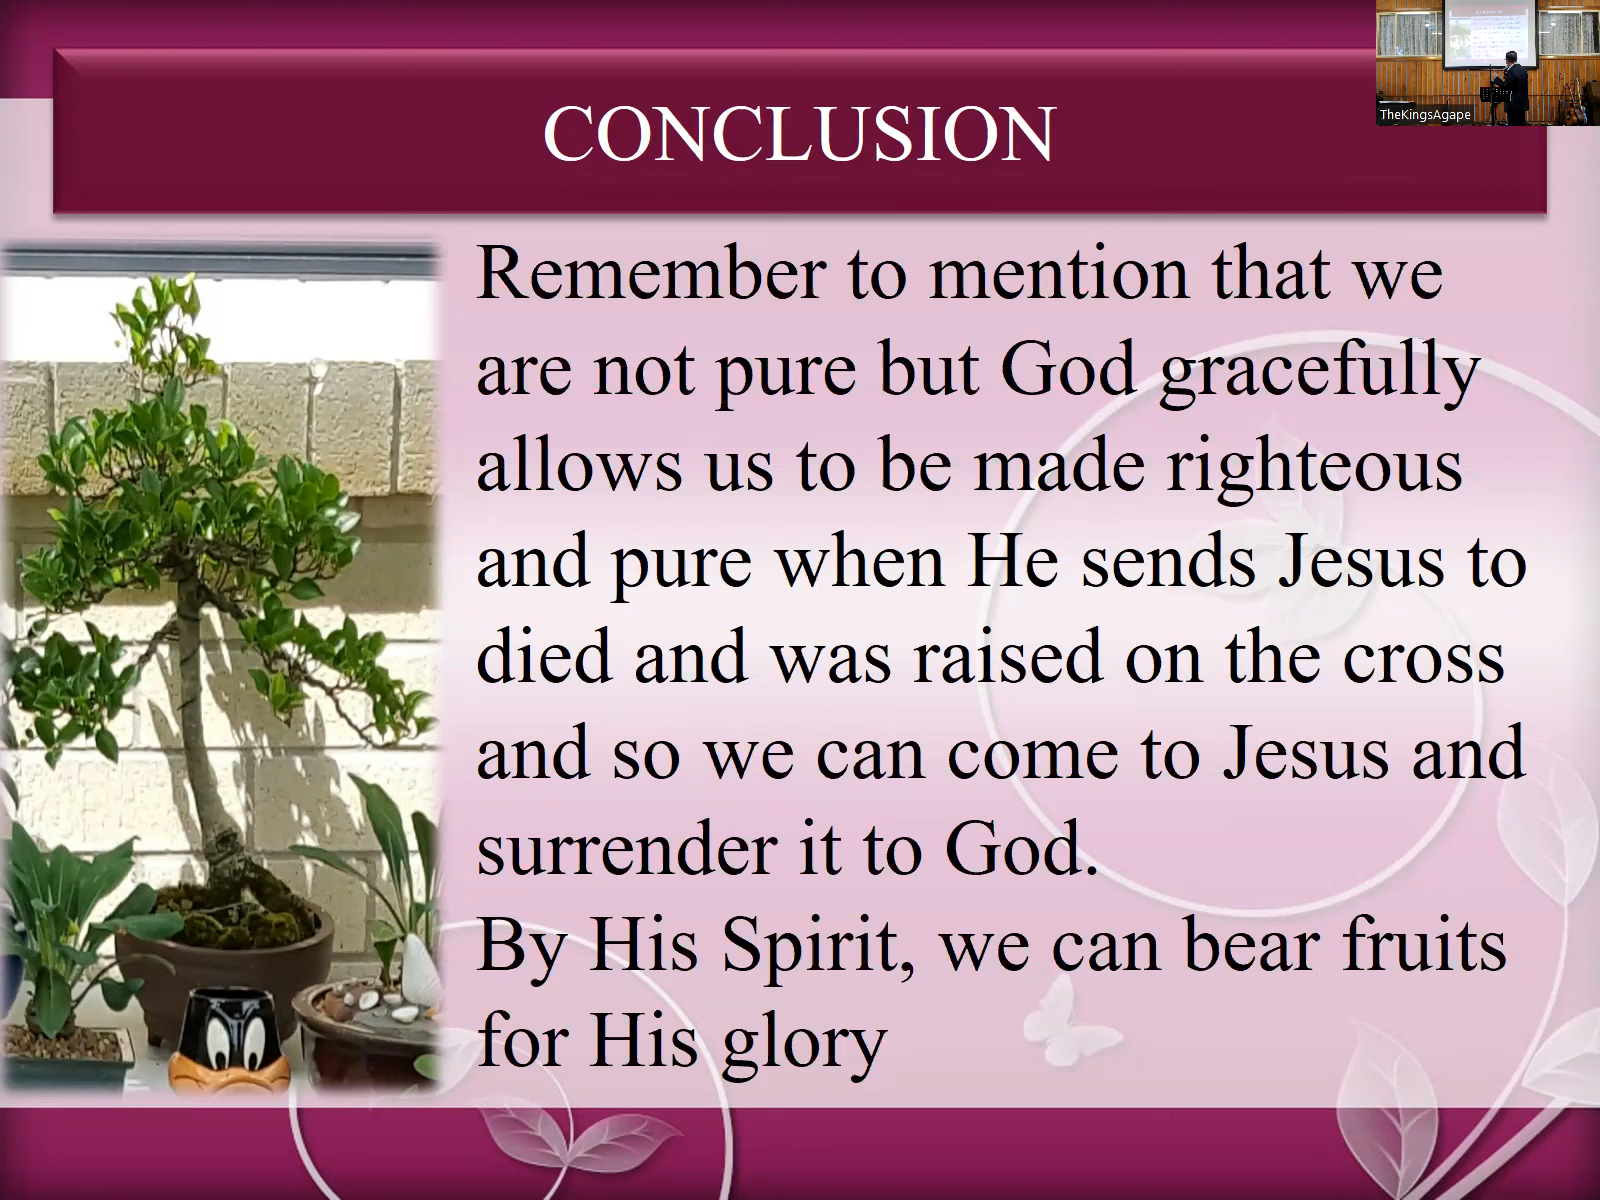 CONCLUSION
TheKingsAgape
Remember to mention that we
are not pure but God gracefully
allows us to be made righteous
and pure when He sends Jesus to
died and was raised on the cross
and so we can come to Jesus and
surrender it to God.
By His Spirit, we can bear fruits
for His glory